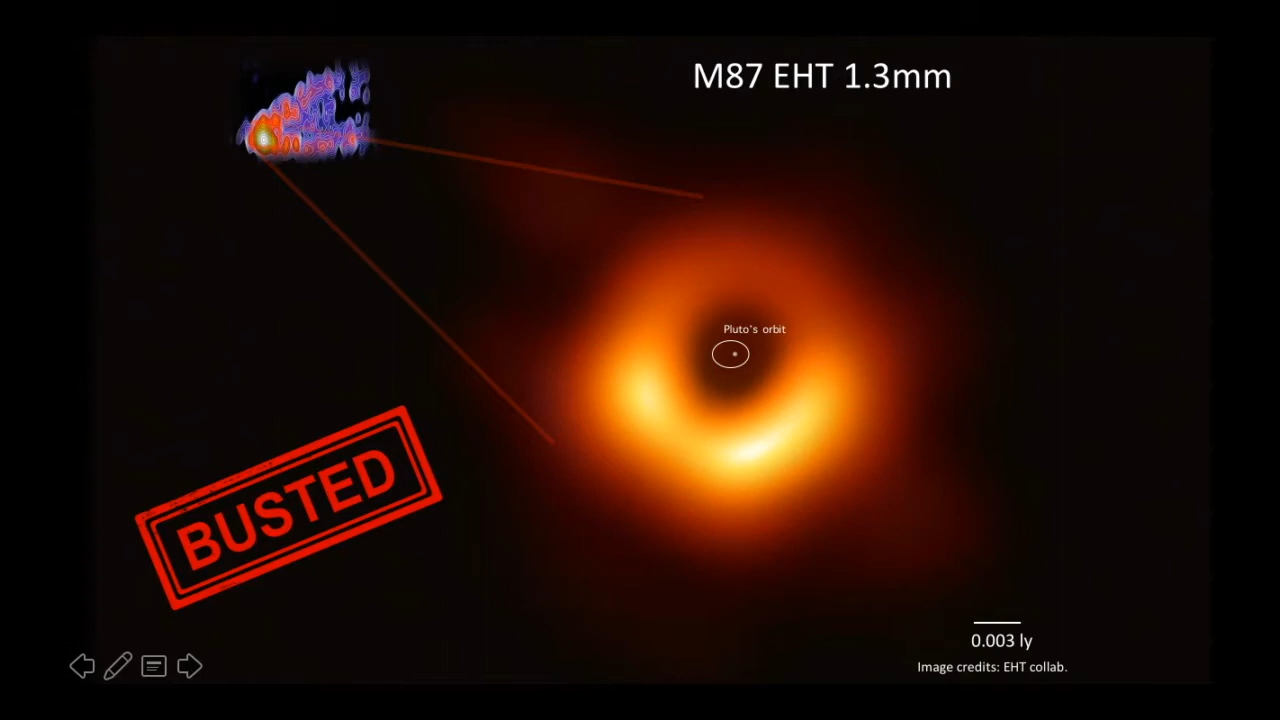 M87 EHT 1.3mm
Pluto's orbit
BUSTED
0.003 ly
Image credits: EHT collab.